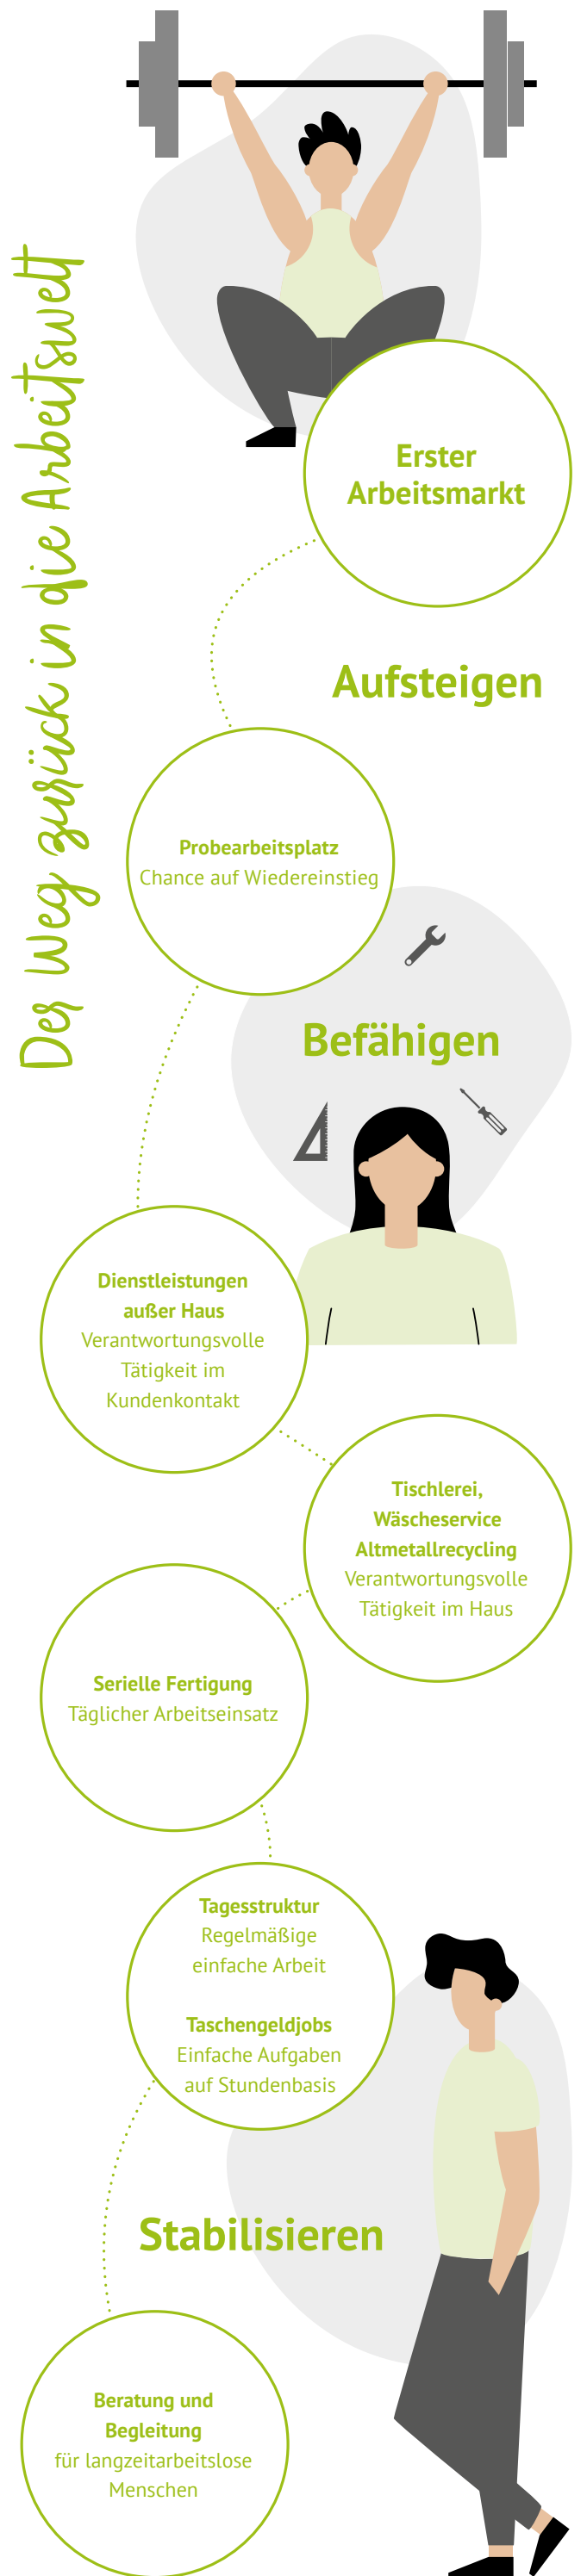 Der Weg zurück in die Arbeitswelt
Erster
Arbeitsmarkt
Aufsteigen
Probearbeitsplatz
Chance auf Wiedereinstieg
Befähigen
Dienstleistungen
außer Haus
Verantwortungsvolle
Tätigkeit im
Kundenkontakt
Tischlerei,
Wäscheservice
Altmetallrecycling
Verantwortungsvolle
Tätigkeit im Haus
Serielle Fertigung
Täglicher Arbeitseinsatz
Tagesstruktur
Regelmäßige
einfache Arbeit
Taschengeldjobs
Einfache Aufgaben
auf Stundenbasis
Stabilisieren
Beratung und
Begleitung
für langzeitarbeitslose
Menschen